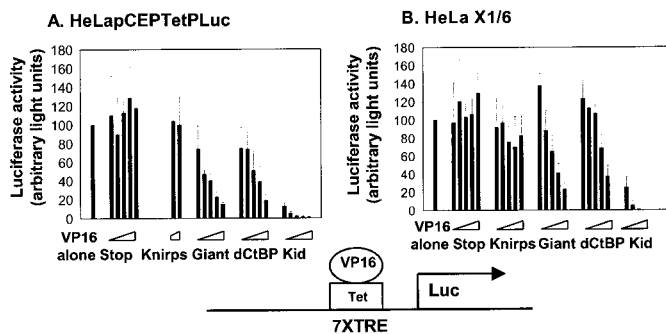 A. HeLapCEPTetPLuc
Luciferase activity
(arbitrary light units)
180
160
140
120
100
80
60
40
20
0
VP16
alone Stop Knirps Giant dCtBP Kid
B. HeLa X1/6
Luciferase activity
(arbitrary light units)
180
160
140
120
100
80
60
40
20
0
VP16
alone Stop Knirps Giant dCtBP Kid
VP16
Tet
Luc
7XTRE